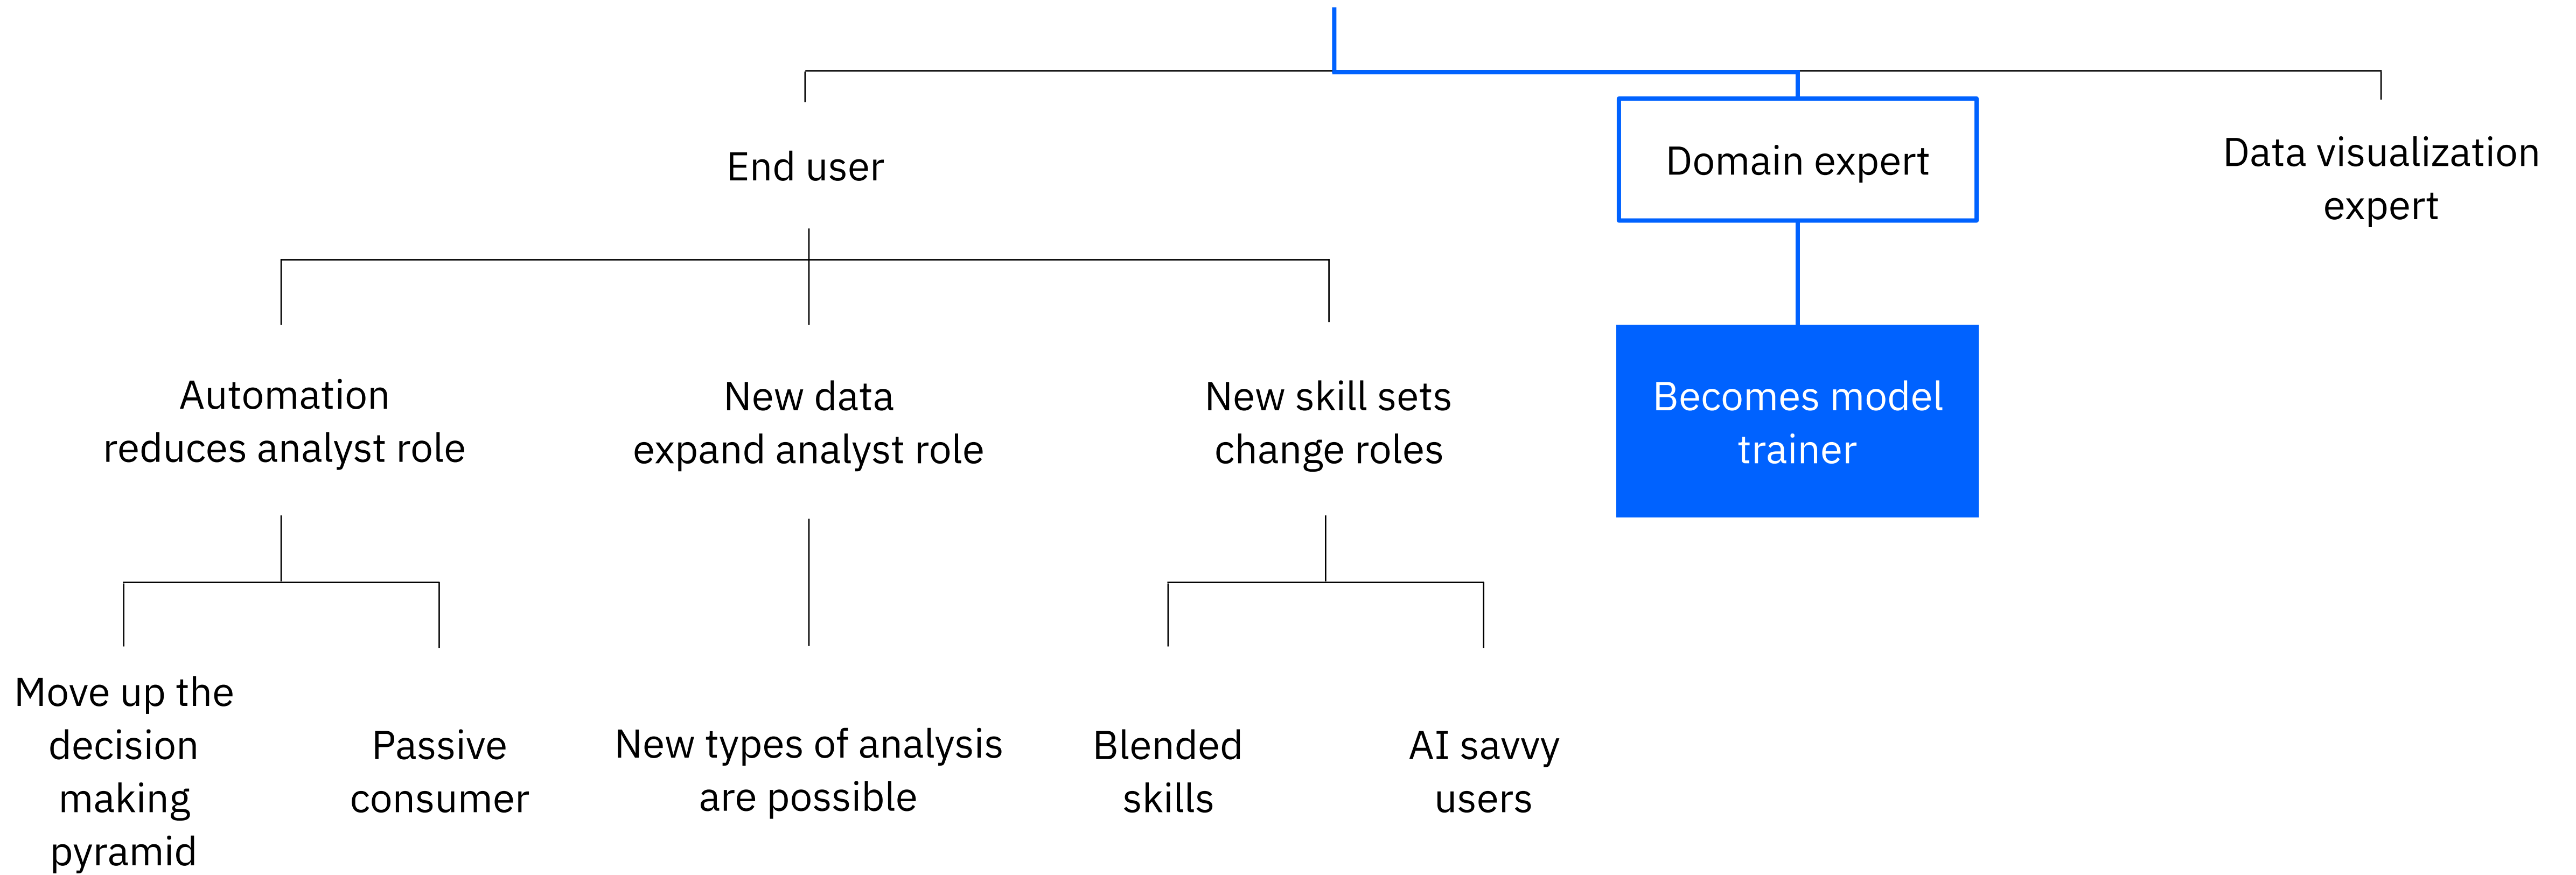 End user
Domain expert
Data visualization
expert
Automation
reduces analyst role
New data
expand analyst role
New skill sets
change roles
Becomes model
trainer
Move up the
decision
making
pyramid
Passive
consumer
New types of analysis
are possible
Blended
skills
AI savvy
users